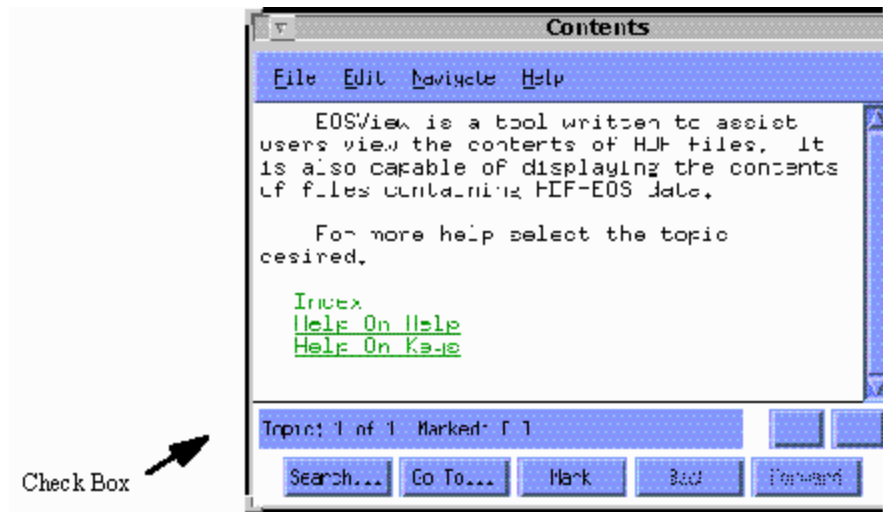 Contents
File Edit Navigate Help
EOSView is a tool written to assist
users view the contents of HDF files. It
is also capable of displaying the contents
of files containing HDF-EOS data.
For more help select the topic
desired.
Index
Help On Help
Help On Keys
Topic: 1 of 1 Marked: [ ]
Check Box
Search... Go To... Mark Back Forward